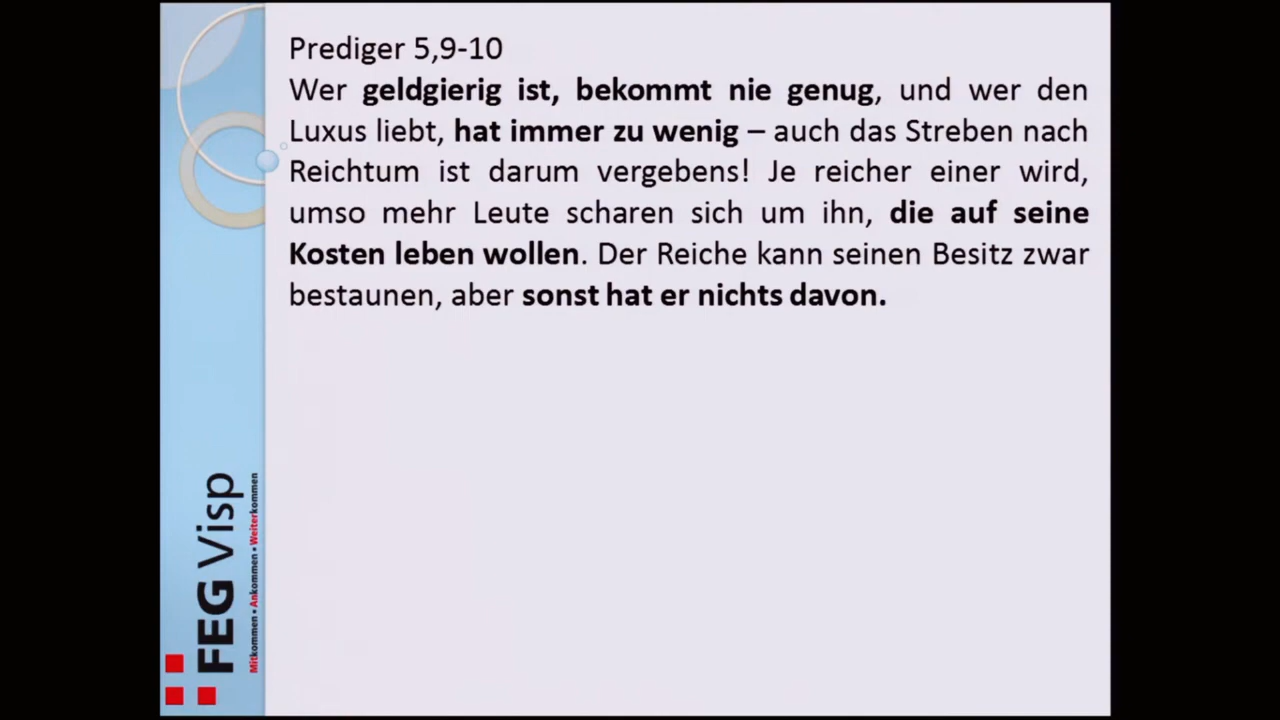 Prediger 5,9-10
Wer geldgierig ist, bekommt nie genug, und wer den
Luxus liebt, hat immer zu wenig – auch das Streben nach
Reichtum ist darum vergebens! Je reicher einer wird,
umso mehr Leute scharen sich um ihn, die auf seine
Kosten leben wollen. Der Reiche kann seinen Besitz zwar
bestaunen, aber sonst hat er nichts davon.
FEG Visp
Mitkommen • Ankommen • Weiterkommen